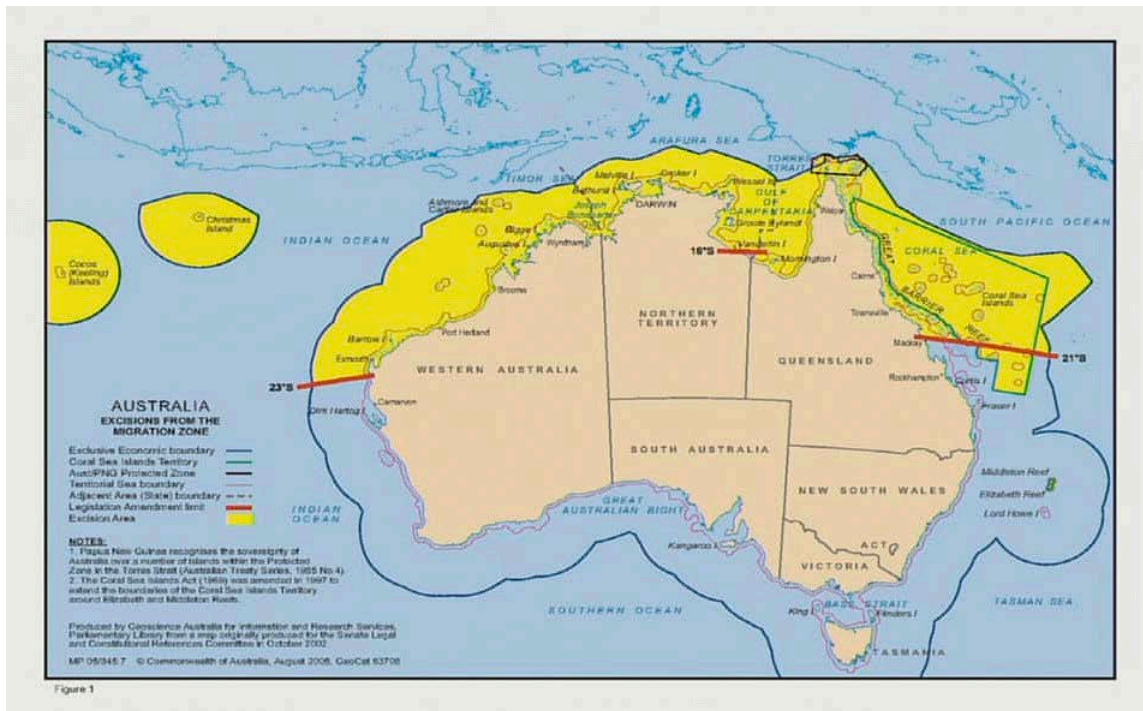 ARAFURA SEA
TORRES
STRAIT
TIMOR SEA
Melville I
Croker I
Wessel Is
Bathurst I
GULF
OF
CARPENTARIA
DARWIN
Ashmore and
Cartier Islands
Joseph
Bonaparte
Gulf
Groote Eylandt
Weipa
SOUTH PACIFIC OCEAN
Christmas
Island
INDIAN OCEAN
Bigge I
Augustus I
Wyndham
Vanderlin I
16°S
Mornington I
GREAT
BARRIER
REEF
CORAL SEA
Cocos
(Keeling)
Islands
Cairns
Coral Sea
Islands
Broome
Townsville
NORTHERN
TERRITORY
Port Hedland
Barrow I
Exmouth
Mackay
21°S
WESTERN AUSTRALIA
QUEENSLAND
23°S
Rockhampton
Curtis I
Carnarvon
Dirk Hartog I
Fraser I
AUSTRALIA
EXCISIONS FROM THE
MIGRATION ZONE
SOUTH AUSTRALIA
Exclusive Economic boundary
Coral Sea Islands Territory
Aust/PNG Protected Zone
Territorial Sea boundary
Adjacent Area (State) boundary
Legislation Amendment limit
Excision Area
Middleton Reef
Elizabeth Reef
Lord Howe I
NEW SOUTH WALES
GREAT
AUSTRALIAN BIGHT
INDIAN
OCEAN
Kangaroo I
ACT
VICTORIA
NOTES:
1. Papua New Guinea recognises the sovereignty of
Australia over a number of islands within the Protected
Zone in the Torres Strait (Australian Treaty Series, 1985 No 4).
2. The Coral Sea Islands Act (1969) was amended in 1997 to
extend the boundaries of the Coral Sea Islands Territory
around Elizabeth and Middleton Reefs.
SOUTHERN OCEAN
King I
BASS STRAIT
Flinders I
TASMAN SEA
TASMANIA
Produced by Geoscience Australia for Information and Research Services,
Parliamentary Library from a map originally produced for the Senate Legal
and Constitutional References Committee in October 2002
MP 05/345.7 © Commonwealth of Australia, August 2005, GeoCat 63706
Figure 1